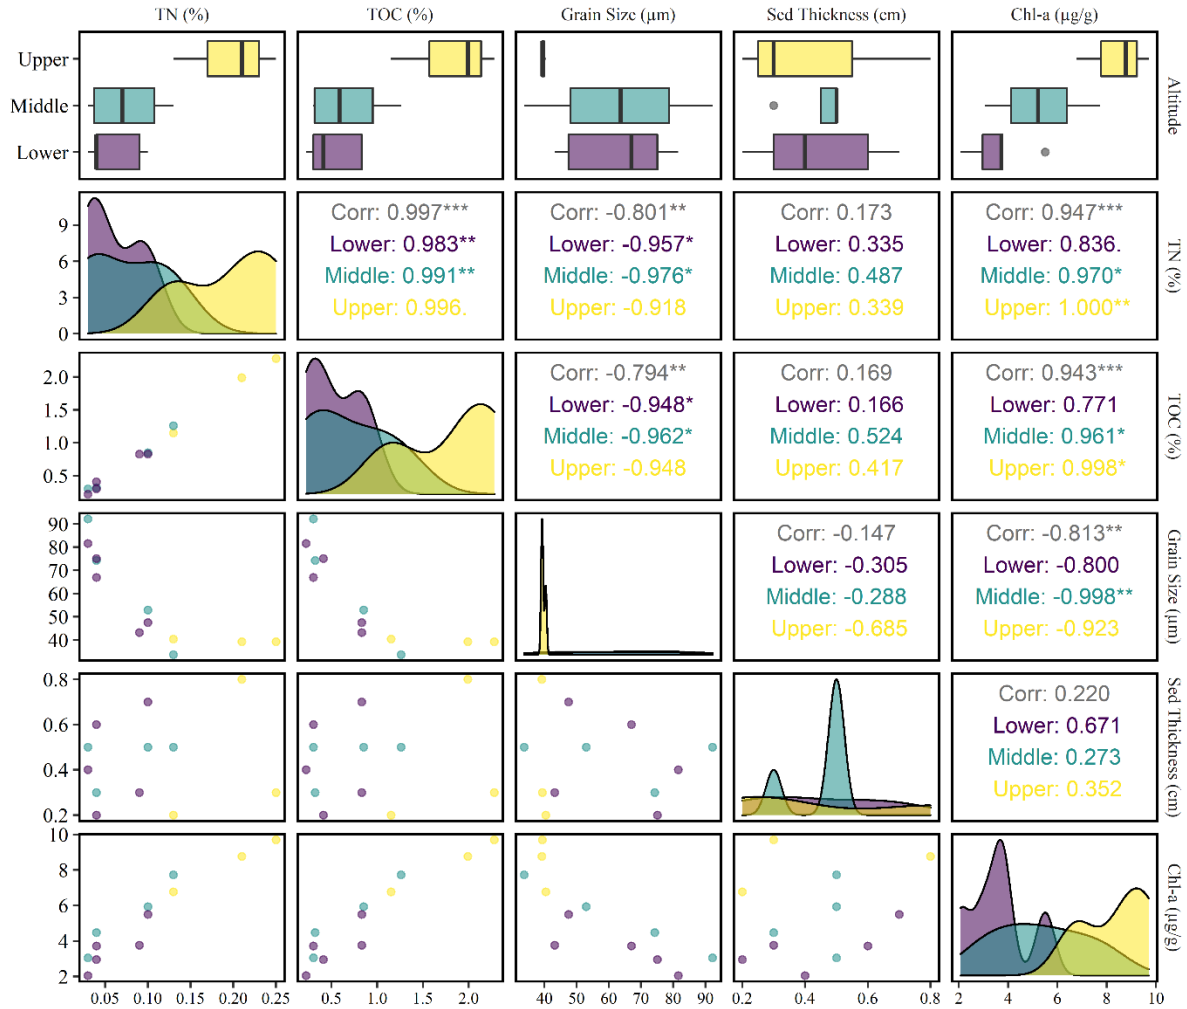 TN (%) TOC (%) Grain Size (μm) Sed Thickness (cm) Chl-a (μg/g)
Upper
Middle
Lower
Altitude
9
6
3
0
Corr: 0.997*** Corr: -0.801** Corr: 0.173 Corr: 0.947***
Lower: 0.983** Lower: -0.957* Lower: 0.335 Lower: 0.836.
Middle: 0.991** Middle: -0.976* Middle: 0.487 Middle: 0.970*
Upper: 0.996. Upper: -0.918 Upper: 0.339 Upper: 1.000**
TN (%)
2.0
1.5
1.0
0.5
Corr: -0.794** Corr: 0.169 Corr: 0.943***
Lower: -0.948* Lower: 0.166 Lower: 0.771
Middle: -0.962* Middle: 0.524 Middle: 0.961*
Upper: -0.948 Upper: 0.417 Upper: 0.998*
TOC (%)
90
80
70
60
50
40
Corr: -0.147 Corr: -0.813**
Lower: -0.305 Lower: -0.800
Middle: -0.288 Middle: -0.998**
Upper: -0.685 Upper: -0.923
Grain Size (μm)
0.8
0.6
0.4
0.2
Corr: 0.220
Lower: 0.671
Middle: 0.273
Upper: 0.352
Sed Thickness (cm)
10
8
6
4
2
Chl-a (μg/g)
0.05 0.10 0.15 0.20 0.25 0.5 1.0 1.5 2.0 40 50 60 70 80 90 0.2 0.4 0.6 0.8 2 4 6 8 10